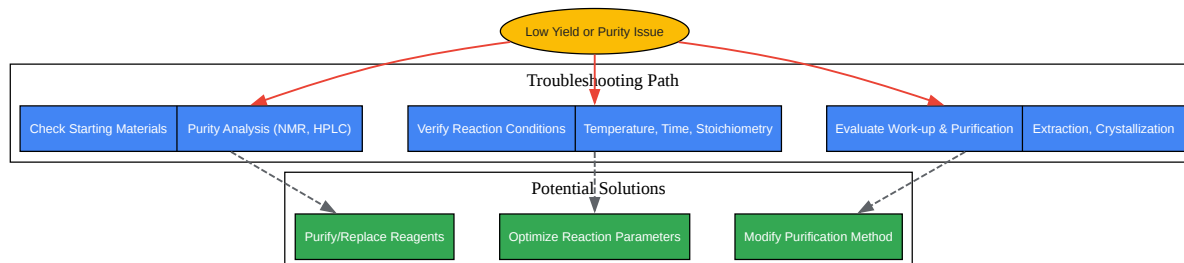 Low Yield or Purity Issue
Troubleshooting Path
Check Starting Materials
Purity Analysis (NMR, HPLC)
Verify Reaction Conditions
Temperature, Time, Stoichiometry
Evaluate Work-up & Purification
Extraction, Crystallization
Potential Solutions
Purify/Replace Reagents
Optimize Reaction Parameters
Modify Purification Method